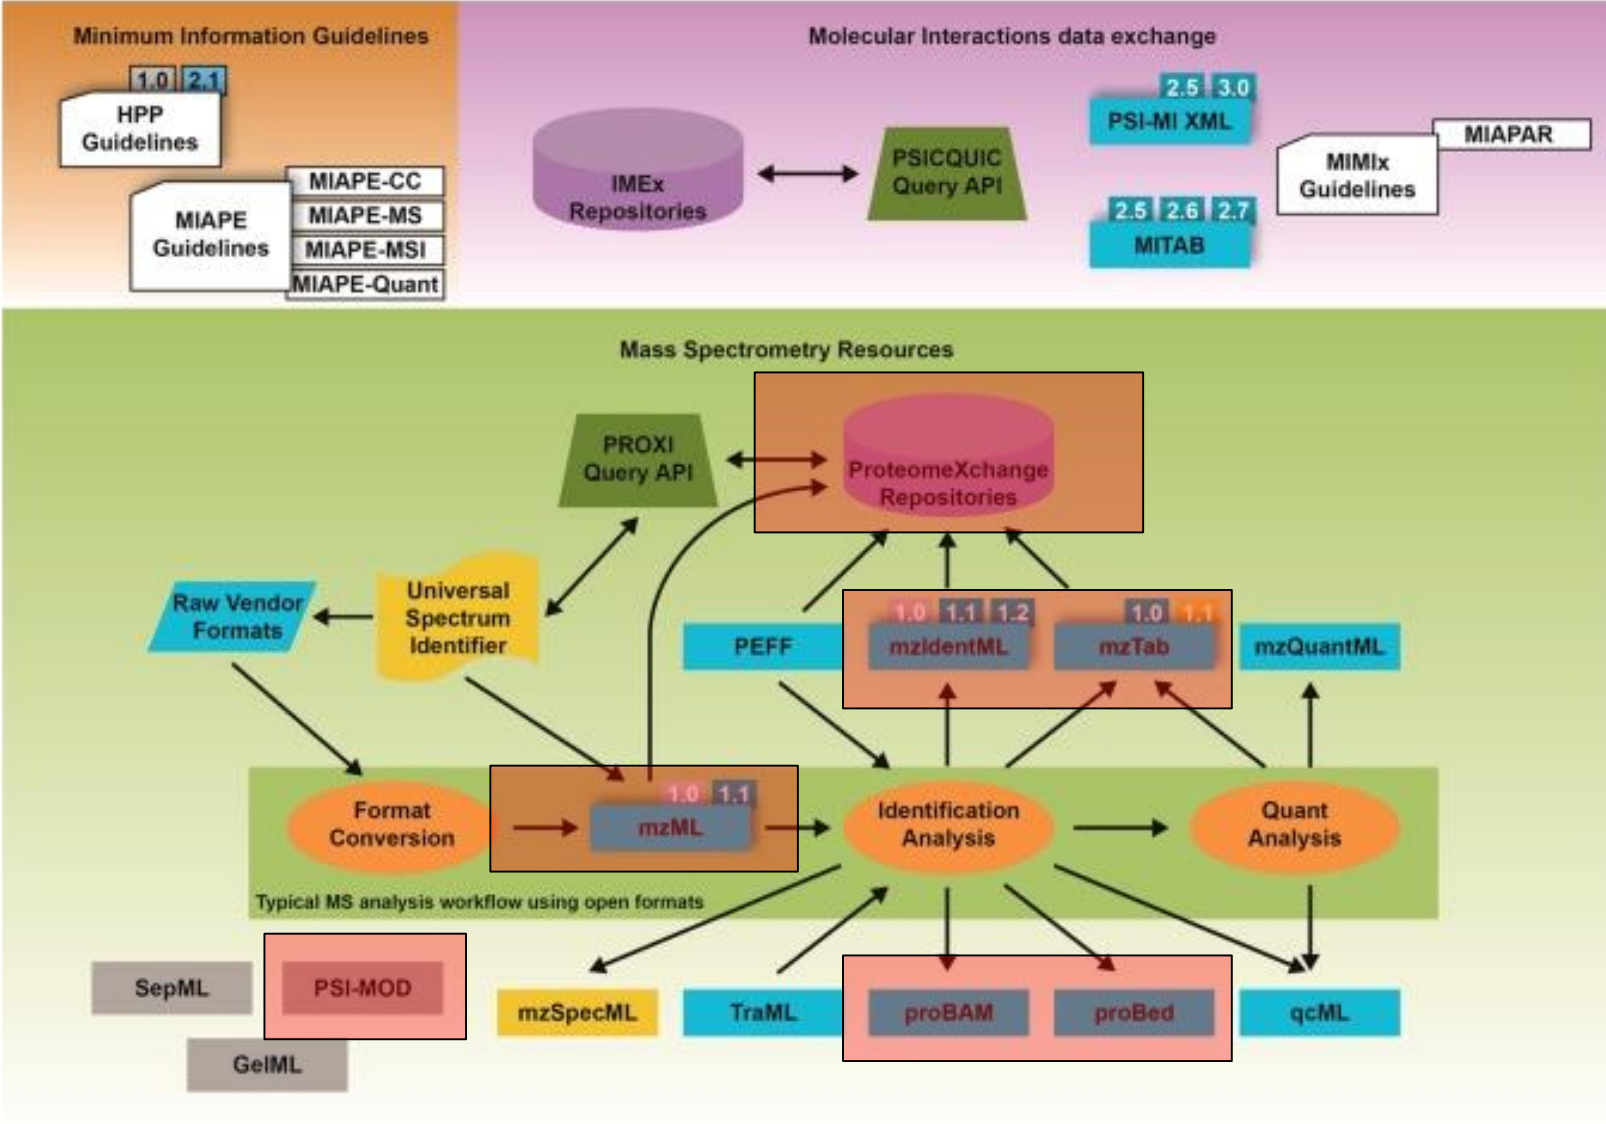 Minimum Information Guidelines
1.0 2.1
HPP
Guidelines
MIAPE-CC
MIAPE-MS
MIAPE-MSI
MIAPE-Quant
MIAPE
Guidelines
Molecular Interactions data exchange
IMEx
Repositories
PSICQUIC
Query API
2.5 3.0
PSI-MI XML
2.5 2.6 2.7
MITAB
MIAPAR
MIMIx
Guidelines
Mass Spectrometry Resources
PROXI
Query API
ProteomeXchange
Repositories
Raw Vendor
Formats
Universal
Spectrum
Identifier
PEFF
1.0 1.1 1.2
mzIdentML
1.0 1.1
mzTab
mzQuantML
Format
Conversion
1.0 1.1
mzML
Identification
Analysis
Quant
Analysis
Typical MS analysis workflow using open formats
SepML
PSI-MOD
GelML
mzSpecML
TraML
proBAM
proBed
qcML